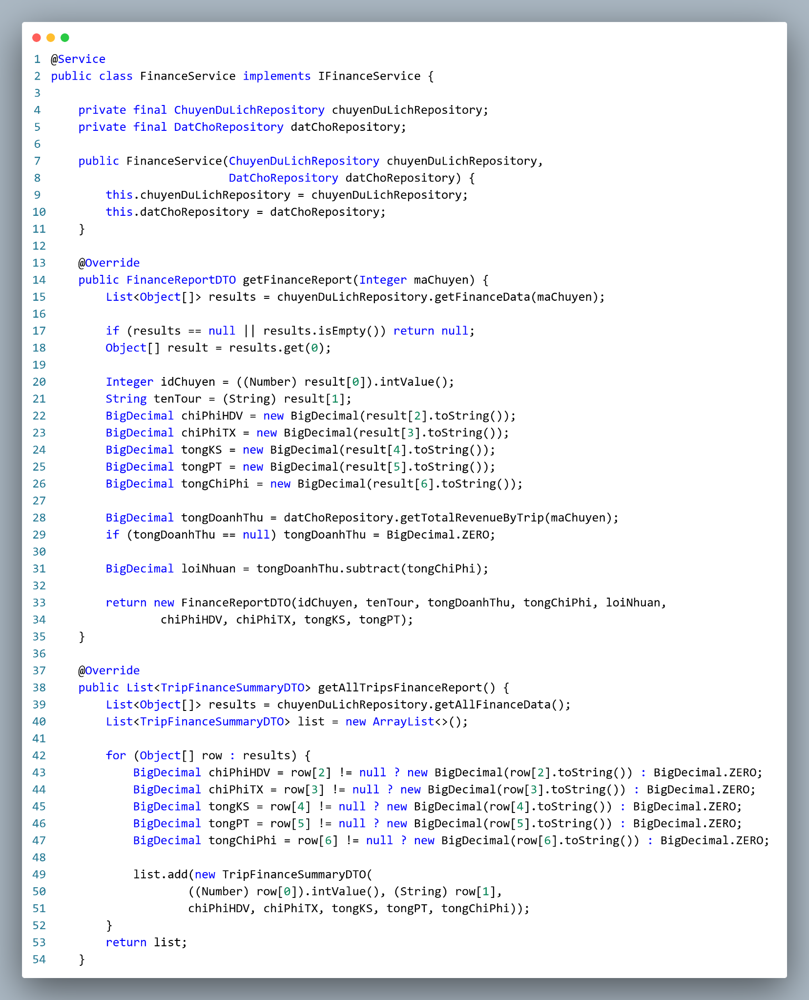 1 @Service
2 public class FinanceService implements IFinanceService {
3
4     private final ChuyenDuLichRepository chuyenDuLichRepository;
5     private final DatChoRepository datChoRepository;
6
7     public FinanceService(ChuyenDuLichRepository chuyenDuLichRepository,
8                           DatChoRepository datChoRepository) {
9         this.chuyenDuLichRepository = chuyenDuLichRepository;
10         this.datChoRepository = datChoRepository;
11     }
12
13     @Override
14     public FinanceReportDTO getFinanceReport(Integer maChuyen) {
15         List<Object[]> results = chuyenDuLichRepository.getFinanceData(maChuyen);
16
17         if (results == null || results.isEmpty()) return null;
18         Object[] result = results.get(0);
19
20         Integer idChuyen = ((Number) result[0]).intValue();
21         String tenTour = (String) result[1];
22         BigDecimal chiPhiHDV = new BigDecimal(result[2].toString());
23         BigDecimal chiPhiTX = new BigDecimal(result[3].toString());
24         BigDecimal tongKS = new BigDecimal(result[4].toString());
25         BigDecimal tongPT = new BigDecimal(result[5].toString());
26         BigDecimal tongChiPhi = new BigDecimal(result[6].toString());
27
28         BigDecimal tongDoanhThu = datChoRepository.getTotalRevenueByTrip(maChuyen);
29         if (tongDoanhThu == null) tongDoanhThu = BigDecimal.ZERO;
30
31         BigDecimal loiNhuan = tongDoanhThu.subtract(tongChiPhi);
32
33         return new FinanceReportDTO(idChuyen, tenTour, tongDoanhThu, tongChiPhi, loiNhuan,
34                 chiPhiHDV, chiPhiTX, tongKS, tongPT);
35     }
36
37     @Override
38     public List<TripFinanceSummaryDTO> getAllTripsFinanceReport() {
39         List<Object[]> results = chuyenDuLichRepository.getAllFinanceData();
40         List<TripFinanceSummaryDTO> list = new ArrayList<>();
41
42         for (Object[] row : results) {
43             BigDecimal chiPhiHDV = row[2] != null ? new BigDecimal(row[2].toString()) : BigDecimal.ZERO;
44             BigDecimal chiPhiTX = row[3] != null ? new BigDecimal(row[3].toString()) : BigDecimal.ZERO;
45             BigDecimal tongKS = row[4] != null ? new BigDecimal(row[4].toString()) : BigDecimal.ZERO;
46             BigDecimal tongPT = row[5] != null ? new BigDecimal(row[5].toString()) : BigDecimal.ZERO;
47             BigDecimal tongChiPhi = row[6] != null ? new BigDecimal(row[6].toString()) : BigDecimal.ZERO;
48
49             list.add(new TripFinanceSummaryDTO(
50                     ((Number) row[0]).intValue(), (String) row[1],
51                     chiPhiHDV, chiPhiTX, tongKS, tongPT, tongChiPhi));
52         }
53         return list;
54     }